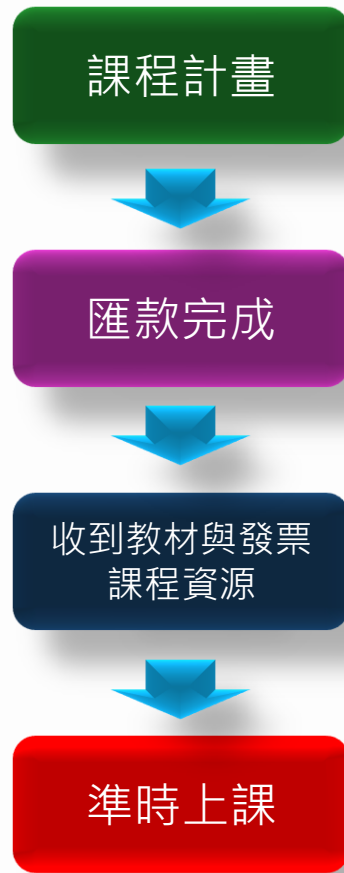 課程計畫
匯款完成
收到教材與發票
課程資源
準時上課